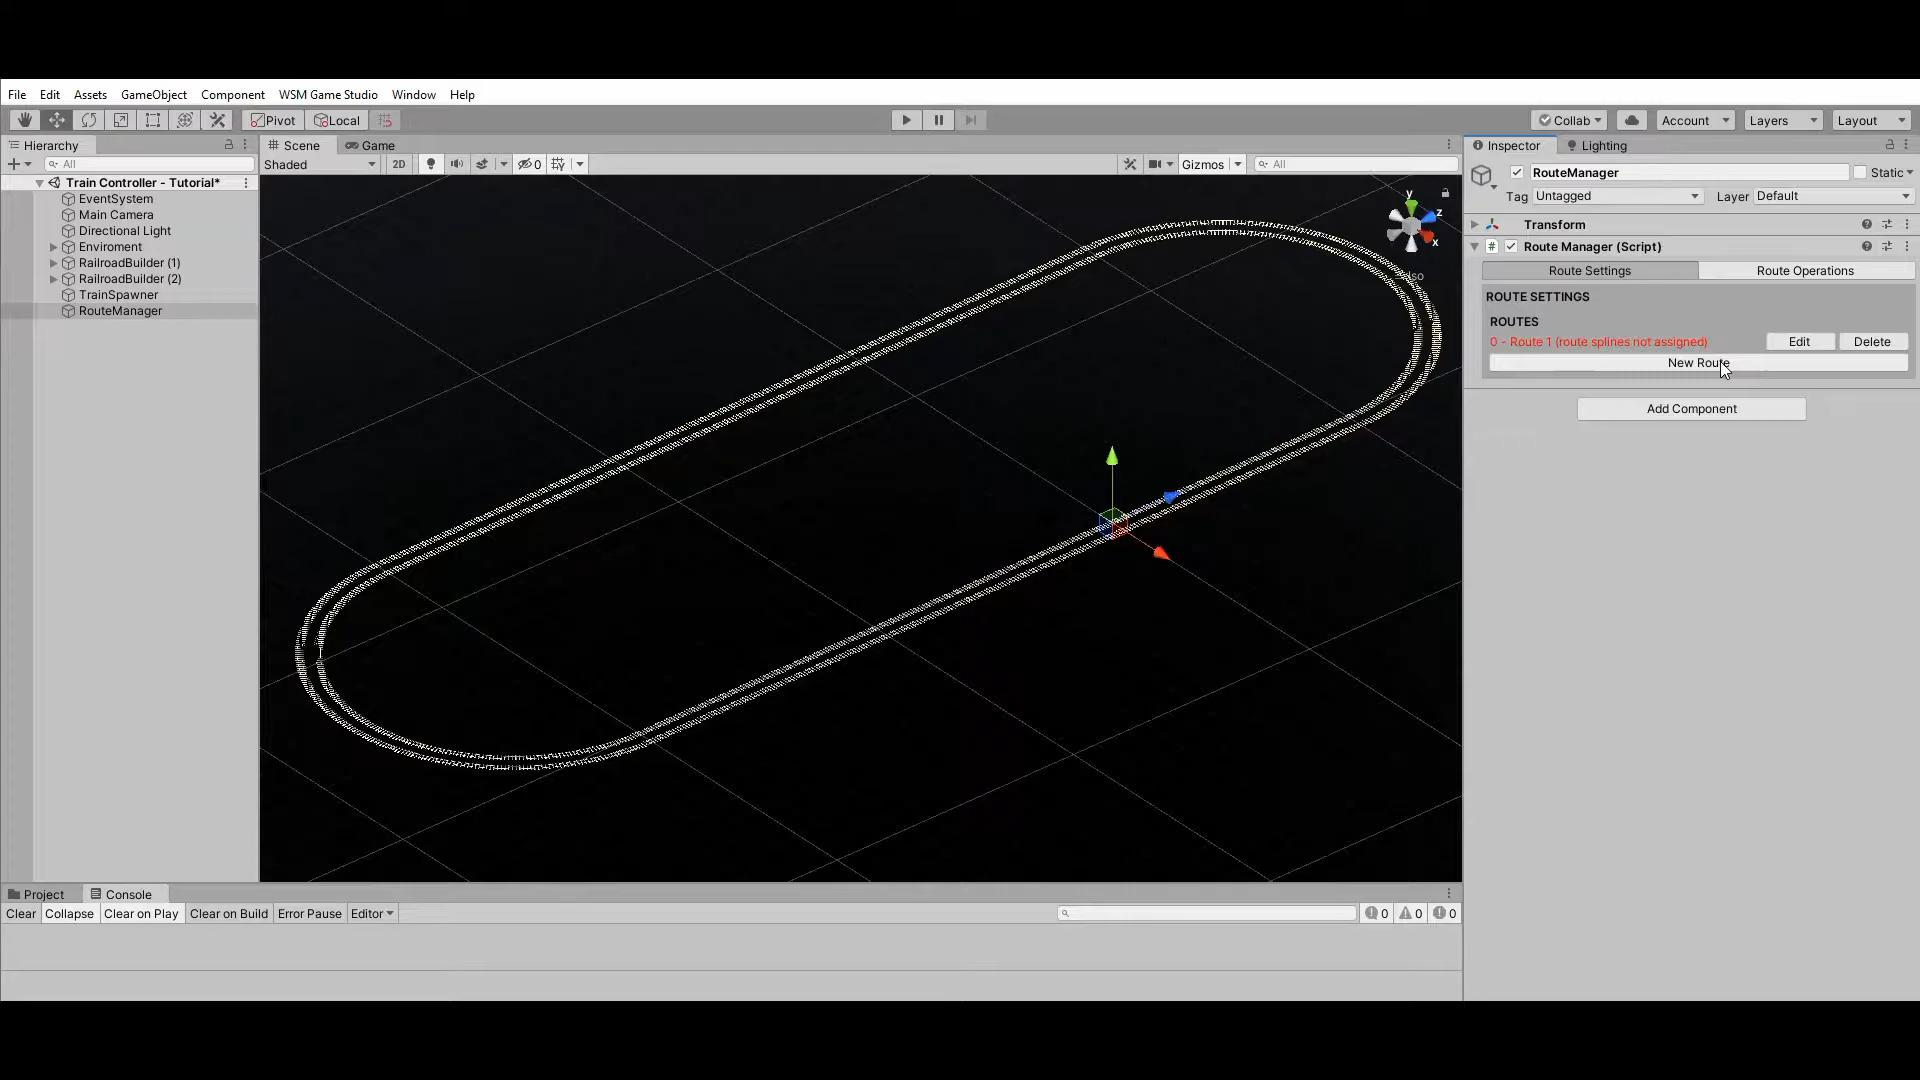 File Edit Assets GameObject Component WSM Game Studio Window Help
Pivot Local Collab Account Layers Layout
Hierarchy
All
Train Controller - Tutorial*
EventSystem
Main Camera
Directional Light
Enviroment
RailroadBuilder (1)
RailroadBuilder (2)
TrainSpawner
RouteManager
Scene Game
Shaded 2D 0 Gizmos All
y
z
x
Iso
Inspector Lighting
RouteManager Static
Tag Untagged Layer Default
Transform
# Route Manager (Script)
Route Settings Route Operations
ROUTE SETTINGS
ROUTES
0 - Route 1 (route splines not assigned) Edit Delete
New Route
Add Component
Project Console
Clear Collapse Clear on Play Clear on Build Error Pause Editor 0 0 0